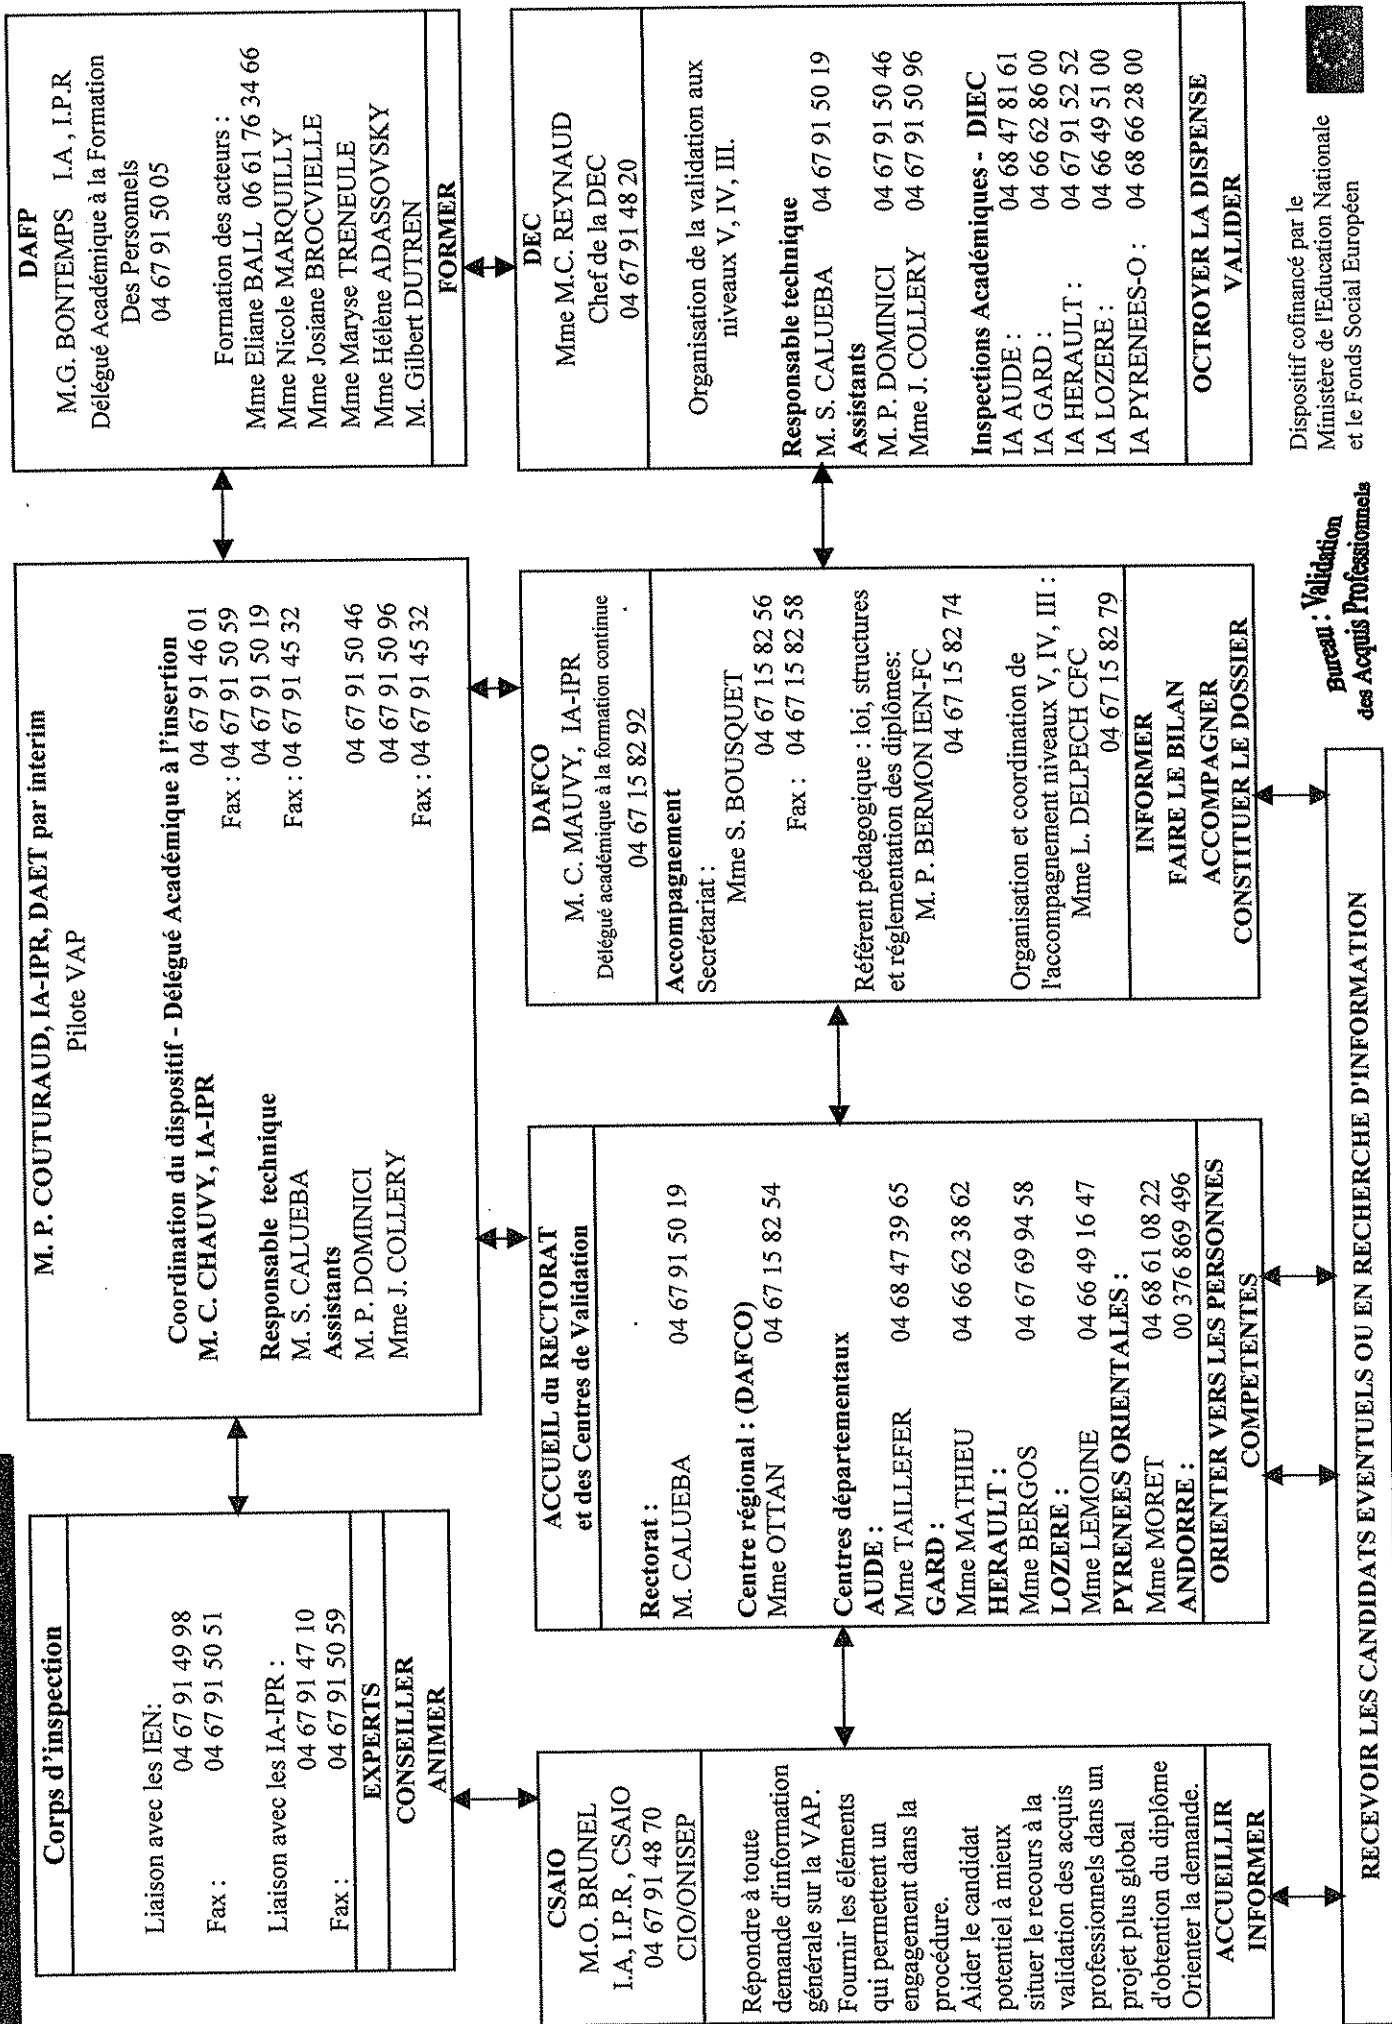 Corps d'inspection
Liaison avec les IEN:
04 67 91 49 98
Fax : 04 67 91 50 51
Liaison avec les IA-IPR :
04 67 91 47 10
Fax : 04 67 91 50 59
EXPERTS
CONSEILLER
ANIMER
M. P. COUTURAUD, IA-IPR, DAET par interim
Pilote VAP
Coordination du dispositif - Délégué Académique à l'insertion
M. C. CHAUVY, IA-IPR 04 67 91 46 01
Fax : 04 67 91 50 59
Responsable technique 04 67 91 50 19
M. S. CALUEBA Fax : 04 67 91 45 32
Assistants
M. P. DOMINICI 04 67 91 50 46
Mme J. COLLERY 04 67 91 50 96
Fax : 04 67 91 45 32
DAFP
M.G. BONTEMPS I.A , I.P.R
Délégué Académique à la Formation
Des Personnels
04 67 91 50 05
Formation des acteurs :
Mme Eliane BALL 06 61 76 34 66
Mme Nicole MARQUILLY
Mme Josiane BROCVIELLE
Mme Maryse TRENEULE
Mme Hélène ADASSOVSKY
M. Gilbert DUTREN
FORMER
CSAIO
M.O. BRUNEL
I.A, I.P.R, CSAIO
04 67 91 48 70
CIO/ONISEP
Répondre à toute
demande d'information
générale sur la VAP.
Fournir les éléments
qui permettent un
engagement dans la
procédure.
Aider le candidat
potentiel à mieux
situer le recours à la
validation des acquis
professionnels dans un
projet plus global
d'obtention du diplôme
Orienter la demande.
ACCUEILLIR
INFORMER
ACCUEIL du RECTORAT
et des Centres de Validation
Rectorat :
M. CALUEBA 04 67 91 50 19
Centre régional : (DAFCO)
Mme OTTAN 04 67 15 82 54
Centres départementaux
AUDE :
Mme TAILLEFER 04 68 47 39 65
GARD :
Mme MATHIEU 04 66 62 38 62
HERAULT :
Mme BERGOS 04 67 69 94 58
LOZERE :
Mme LEMOINE 04 66 49 16 47
PYRENEES ORIENTALES :
Mme MORET 04 68 61 08 22
ANDORRE : 00 376 869 496
ORIENTER VERS LES PERSONNES
COMPETENTES
DAFCO
M. C. MAUVY, IA-IPR
Délégué académique à la formation continue
04 67 15 82 92
Accompagnement
Secrétariat :
Mme S. BOUSQUET
04 67 15 82 56
Fax : 04 67 15 82 58
Référent pédagogique : loi, structures
et réglementation des diplômes:
M. P. BERMON IEN-FC
04 67 15 82 74
Organisation et coordination de
l'accompagnement niveaux V, IV, III :
Mme L. DELPECH CFC
04 67 15 82 79
INFORMER
FAIRE LE BILAN
ACCOMPAGNER
CONSTITUER LE DOSSIER
DEC
Mme M.C. REYNAUD
Chef de la DEC
04 67 91 48 20
Organisation de la validation aux
niveaux V, IV, III.
Responsable technique
M. S. CALUEBA 04 67 91 50 19
Assistants
M. P. DOMINICI 04 67 91 50 46
Mme J. COLLERY 04 67 91 50 96
Inspections Académiques - DIEC
IA AUDE : 04 68 47 81 61
IA GARD : 04 66 62 86 00
IA HERAULT : 04 67 91 52 52
IA LOZERE : 04 66 49 51 00
IA PYRENEES-O : 04 68 66 28 00
OCTROYER LA DISPENSE
VALIDER
RECEVOIR LES CANDIDATS EVENTUELS OU EN RECHERCHE D'INFORMATION
Bureau : Validation
des Acquis Professionnels
Dispositif cofinancé par le
Ministère de l'Education Nationale
et le Fonds Social Européen